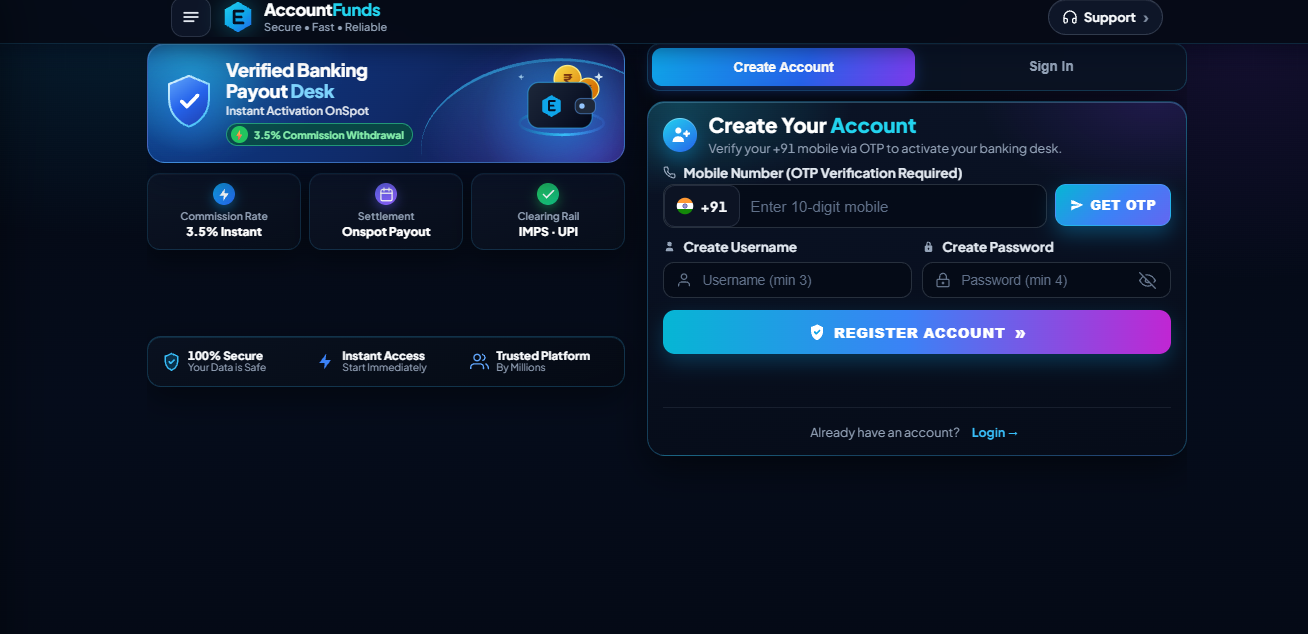 AccountFunds
Secure • Fast • Reliable
Support ›
Verified Banking
Payout Desk
Instant Activation OnSpot
3.5% Commission Withdrawal
Commission Rate
3.5% Instant
Settlement
Onspot Payout
Clearing Rail
IMPS · UPI
100% Secure
Your Data is Safe
Instant Access
Start Immediately
Trusted Platform
By Millions
Create Account
Sign In
Create Your Account
Verify your +91 mobile via OTP to activate your banking desk.
Mobile Number (OTP Verification Required)
+91
Enter 10-digit mobile
GET OTP
Create Username
Create Password
Username (min 3)
Password (min 4)
REGISTER ACCOUNT »
Already have an account? Login →